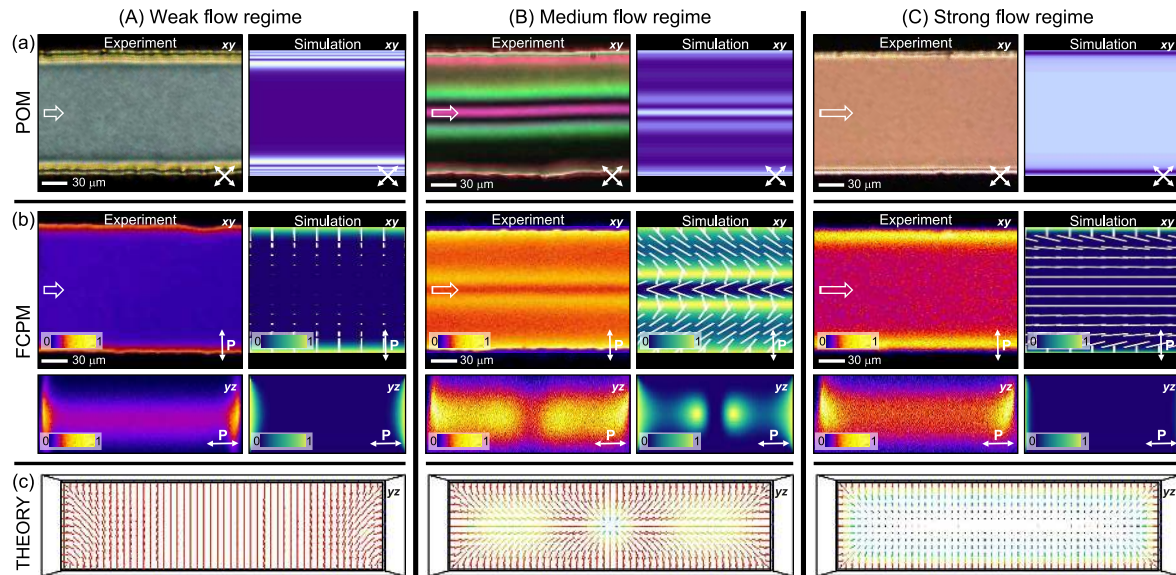 (A) Weak flow regime
(B) Medium flow regime
(C) Strong flow regime
(a)
POM
Experiment xy
Simulation xy
30 µm
Experiment xy
Simulation xy
30 µm
Experiment xy
Simulation xy
30 µm
(b)
FCPM
Experiment xy
0 1
30 µm
P
Simulation xy
0 1
P
Experiment xy
0 1
30 µm
P
Simulation xy
0 1
P
Experiment xy
0 1
30 µm
P
Simulation xy
0 1
P
yz
0 1
P
yz
0 1
P
yz
0 1
P
yz
0 1
P
yz
0 1
P
yz
0 1
P
(c)
THEORY
yz
yz
yz